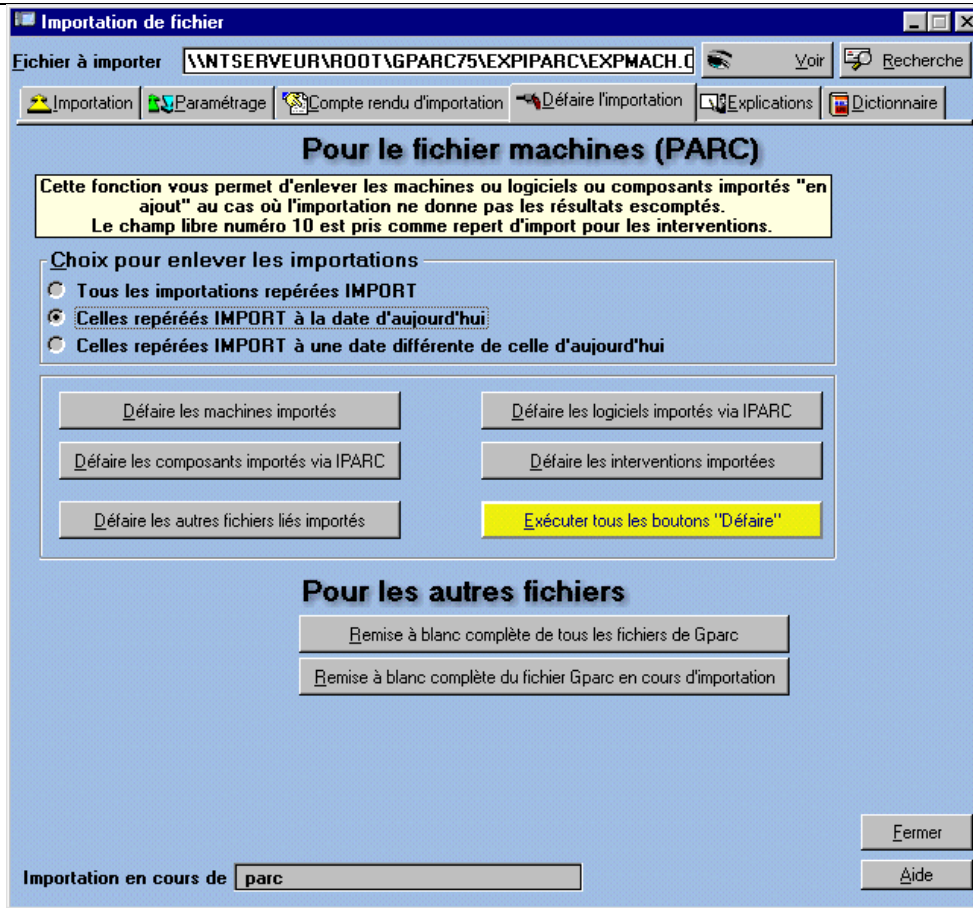 Importation de fichier
Fichier à importer \\NTSERVEUR\ROOT\GPARC75\EXPIPARC\EXPMACH.C Voir Recherche
Importation Paramétrage Compte rendu d'importation Défaire l'importation Explications Dictionnaire
Pour le fichier machines (PARC)
Cette fonction vous permet d'enlever les machines ou logiciels ou composants importés "en
ajout" au cas où l'importation ne donne pas les résultats escomptés.
Le champ libre numéro 10 est pris comme repert d'import pour les interventions.
Choix pour enlever les importations
Tous les importations repérées IMPORT
Celles repéréés IMPORT à la date d'aujourd'hui
Celles repérées IMPORT à une date différente de celle d'aujourd'hui
Défaire les machines importés Défaire les logiciels importés via IPARC
Défaire les composants importés via IPARC Défaire les interventions importées
Défaire les autres fichiers liés importés Exécuter tous les boutons "Défaire"
Pour les autres fichiers
Remise à blanc complète de tous les fichiers de Gparc
Remise à blanc complète du fichier Gparc en cours d'importation
Fermer
Importation en cours de parc Aide